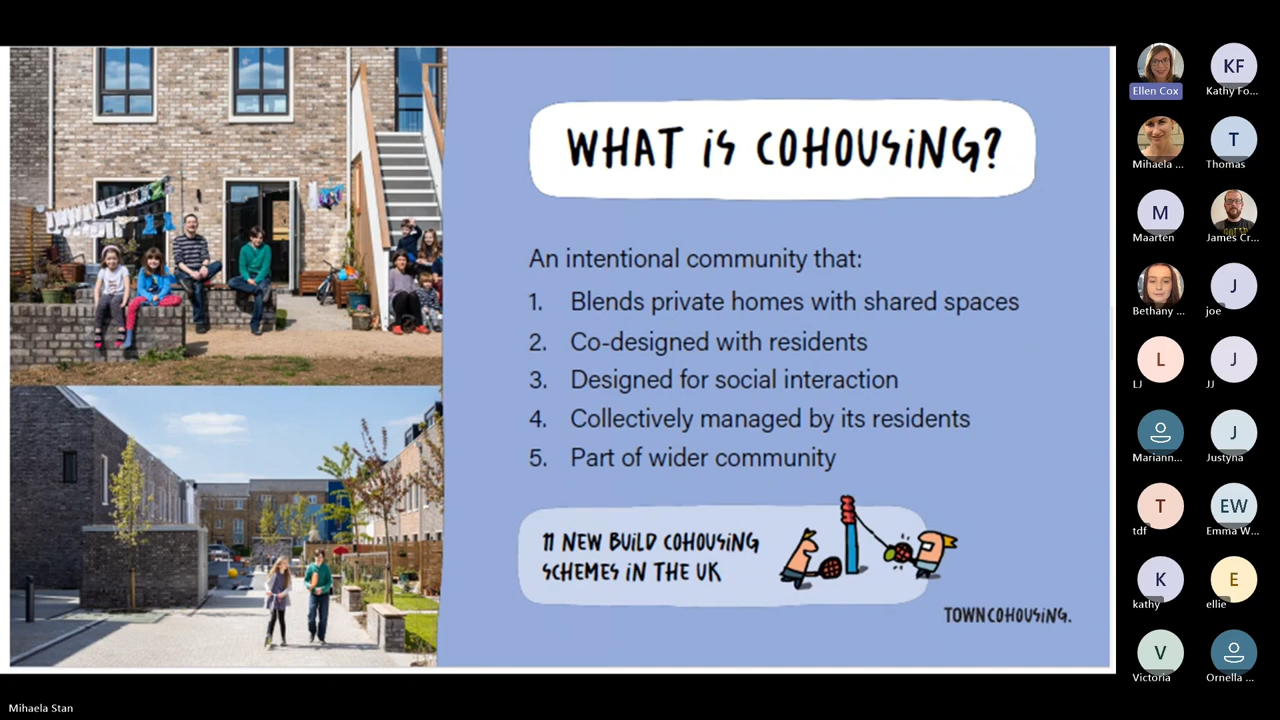 WHAT iS COHOUSiNG?
An intentional community that:
1. Blends private homes with shared spaces
2. Co-designed with residents
3. Designed for social interaction
4. Collectively managed by its residents
5. Part of wider community
11 NEW BUiLD COHOUSiNG
SCHEMES iN THE UK
TOWNCOHOUSiNG.
Ellen Cox
KF
Kathy Fo...
Mihaela ...
T
Thomas
M
Maarten
James Cr...
Bethany ...
J
joe
L
LJ
J
JJ
Mariann...
J
Justyna
T
tdf
EW
Emma W...
K
kathy
E
ellie
V
Victoria
Ornella ...
Mihaela Stan